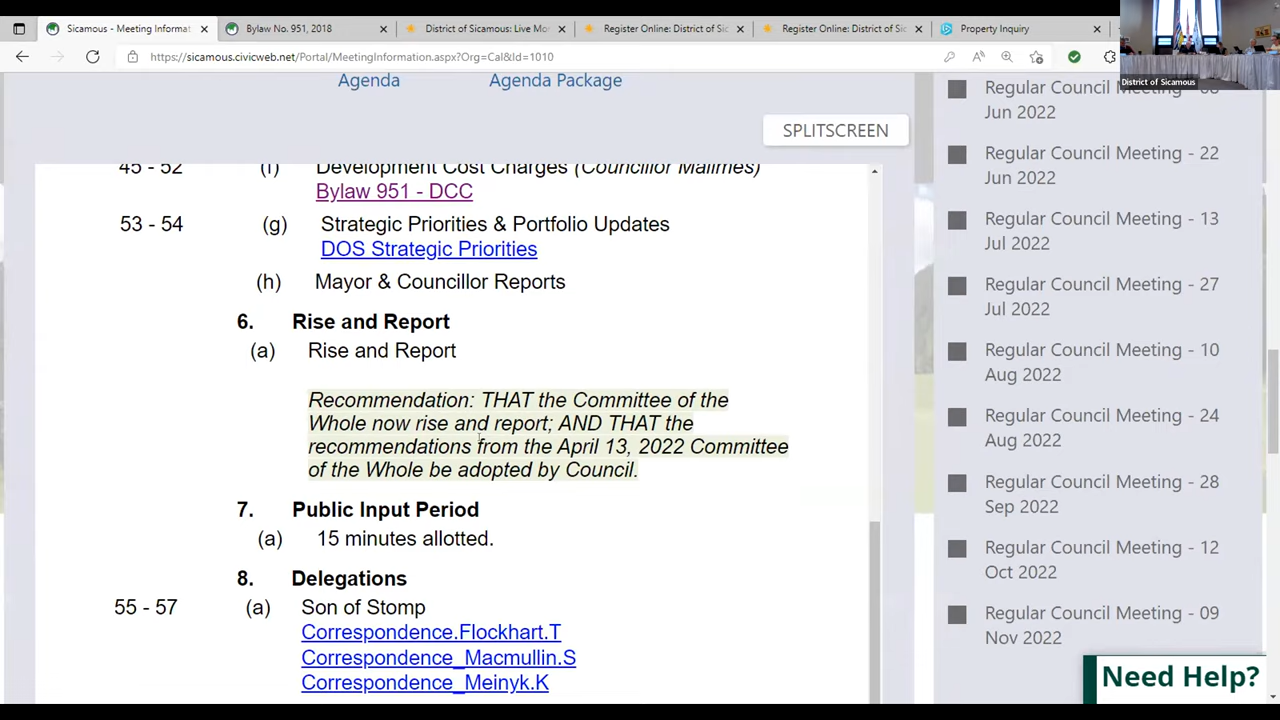 Sicamous - Meeting Informat
Bylaw No. 951, 2018
District of Sicamous: Live Mo
Register Online: District of Sic
Register Online: District of Sic
Property Inquiry
https://sicamous.civicweb.net/Portal/MeetingInformation.aspx?Org=Cal&Id=1010
District of Sicamous
Agenda
Agenda Package
SPLITSCREEN
45 - 52 (f) Development Cost Charges (Councillor Mallmes)
Bylaw 951 - DCC
53 - 54 (g) Strategic Priorities & Portfolio Updates
DOS Strategic Priorities
(h) Mayor & Councillor Reports
6. Rise and Report
(a) Rise and Report
Recommendation: THAT the Committee of the
Whole now rise and report; AND THAT the
recommendations from the April 13, 2022 Committee
of the Whole be adopted by Council.
7. Public Input Period
(a) 15 minutes allotted.
8. Delegations
55 - 57 (a) Son of Stomp
Correspondence.Flockhart.T
Correspondence_Macmullin.S
Correspondence_Meinyk.K
Regular Council Meeting - 08
Jun 2022
Regular Council Meeting - 22
Jun 2022
Regular Council Meeting - 13
Jul 2022
Regular Council Meeting - 27
Jul 2022
Regular Council Meeting - 10
Aug 2022
Regular Council Meeting - 24
Aug 2022
Regular Council Meeting - 28
Sep 2022
Regular Council Meeting - 12
Oct 2022
Regular Council Meeting - 09
Nov 2022
Need Help?